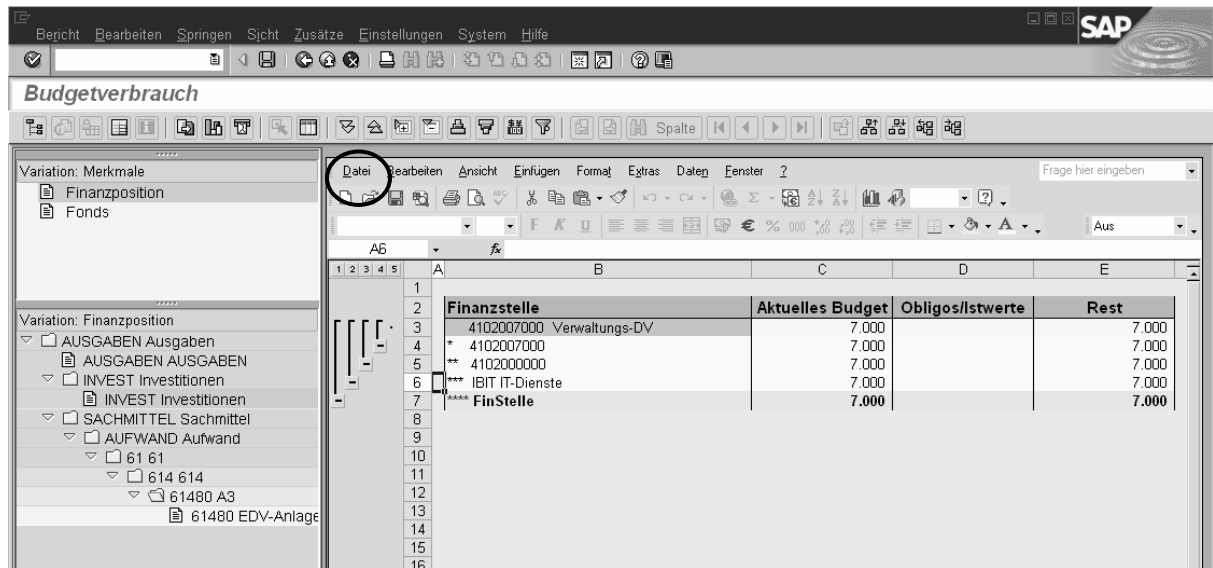 Bericht Bearbeiten Springen Sicht Zusätze Einstellungen System Hilfe
SAP
Budgetverbrauch
Spalte
Variation: Merkmale
Finanzposition
Fonds
Variation: Finanzposition
AUSGABEN Ausgaben
AUSGABEN AUSGABEN
INVEST Investitionen
INVEST Investitionen
SACHMITTEL Sachmittel
AUFWAND Aufwand
61 61
614 614
61480 A3
61480 EDV-Anlage
Datei Bearbeiten Ansicht Einfügen Format Extras Daten Fenster ? Frage hier eingeben
F K U € % 000 A Aus
A6 fx
1 2 3 4 5 A B C D E
1
2 Finanzstelle Aktuelles Budget Obligos/Istwerte Rest
3 4102007000 Verwaltungs-DV 7.000 7.000
4 * 4102007000 7.000 7.000
5 ** 4102000000 7.000 7.000
6 *** IBIT IT-Dienste 7.000 7.000
7 **** FinStelle 7.000 7.000
8
9
10
11
12
13
14
15
16